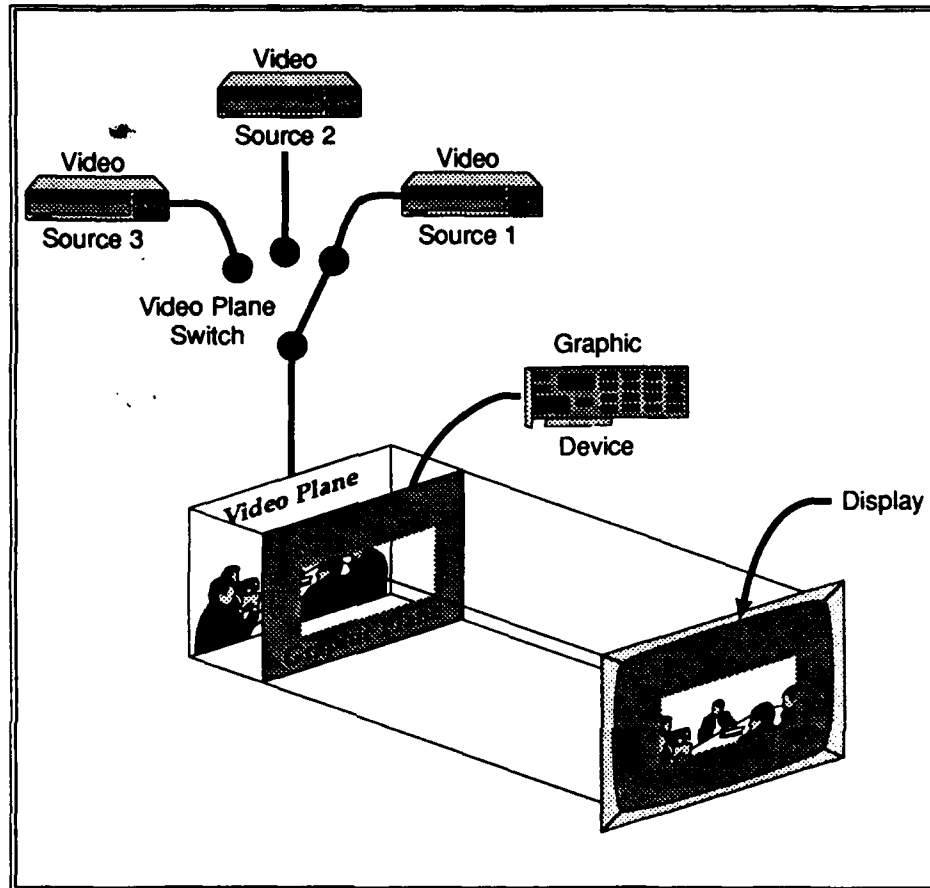 Video
Source 2
Video
Source 3
Video
Source 1
Video Plane
Switch
Graphic
Device
Video Plane
Display